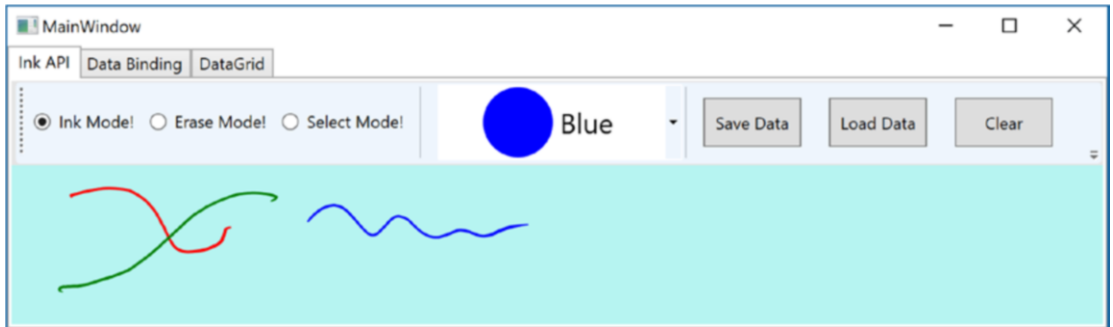 MainWindow
Ink API Data Binding DataGrid
Ink Mode! Erase Mode! Select Mode! Blue Save Data Load Data Clear